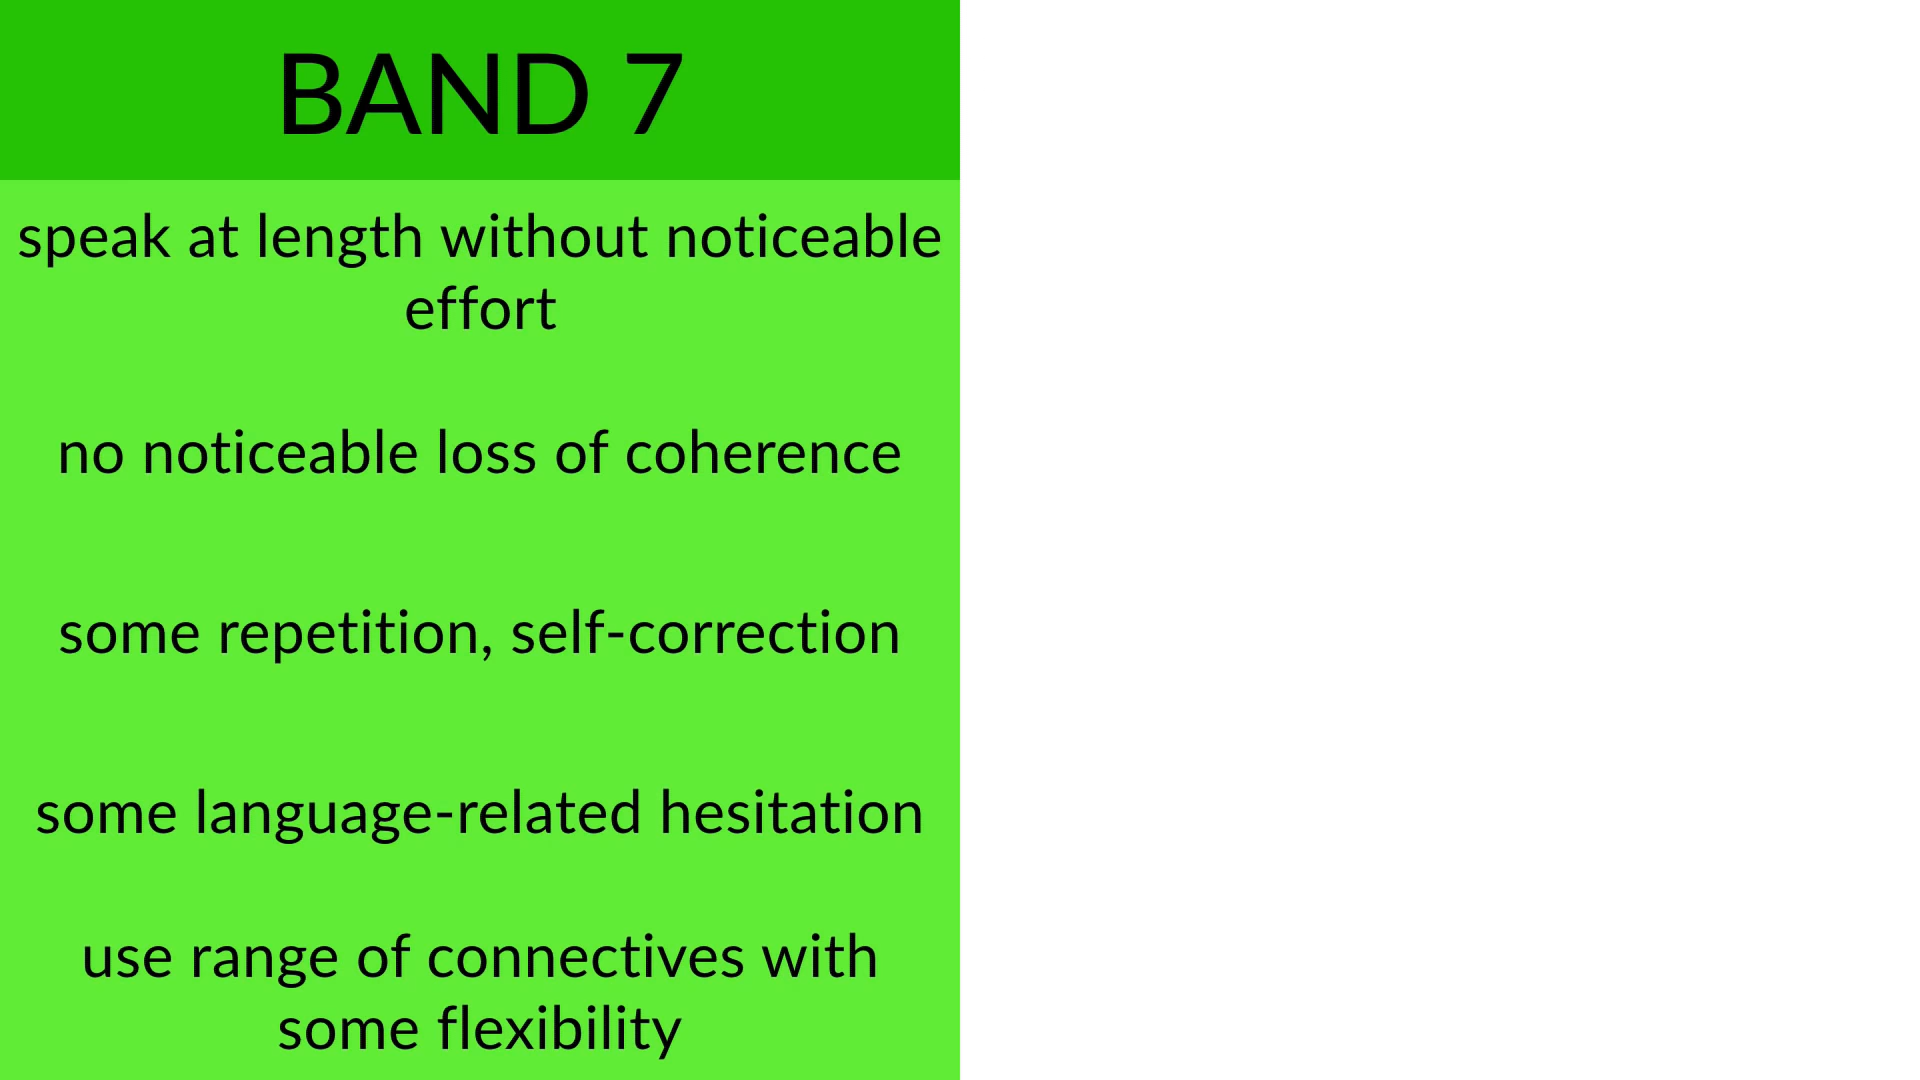 BAND 7
speak at length without noticeable
effort
no noticeable loss of coherence
some repetition, self-correction
some language-related hesitation
use range of connectives with
some flexibility